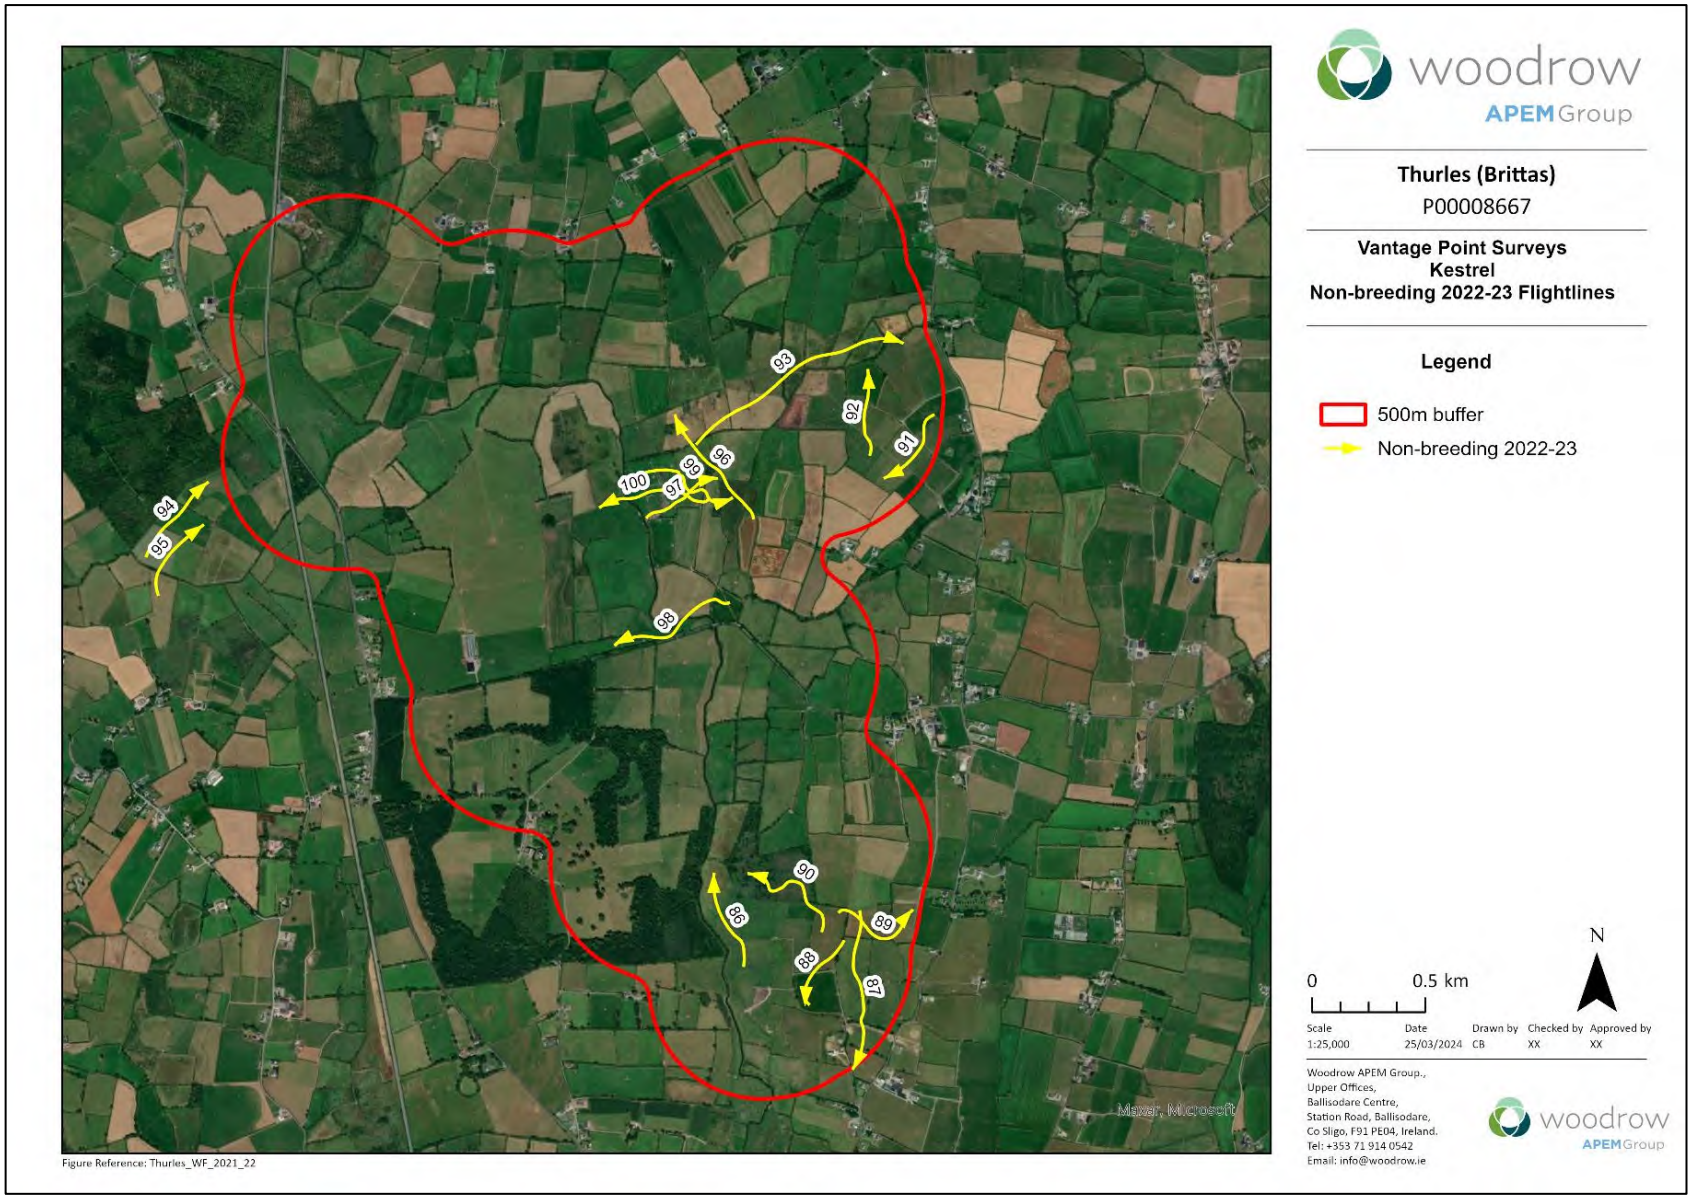 woodrow
APEM Group
Thurles (Brittas)
P00008667
Vantage Point Surveys
Kestrel
Non-breeding 2022-23 Flightlines
Legend
500m buffer
Non-breeding 2022-23
93
92
91
96
99
100
97
94
95
98
90
86
89
88
87
N
0 0.5 km
Scale Date Drawn by Checked by Approved by
1:25,000 25/03/2024 CB XX XX
Woodrow APEM Group.,
Upper Offices,
Ballisodare Centre,
Station Road, Ballisodare,
Co Sligo, F91 PE04, Ireland.
Tel: +353 71 914 0542
Email: info@woodrow.ie
woodrow
APEM Group
Maxar, Microsoft
Figure Reference: Thurles_WF_2021_22